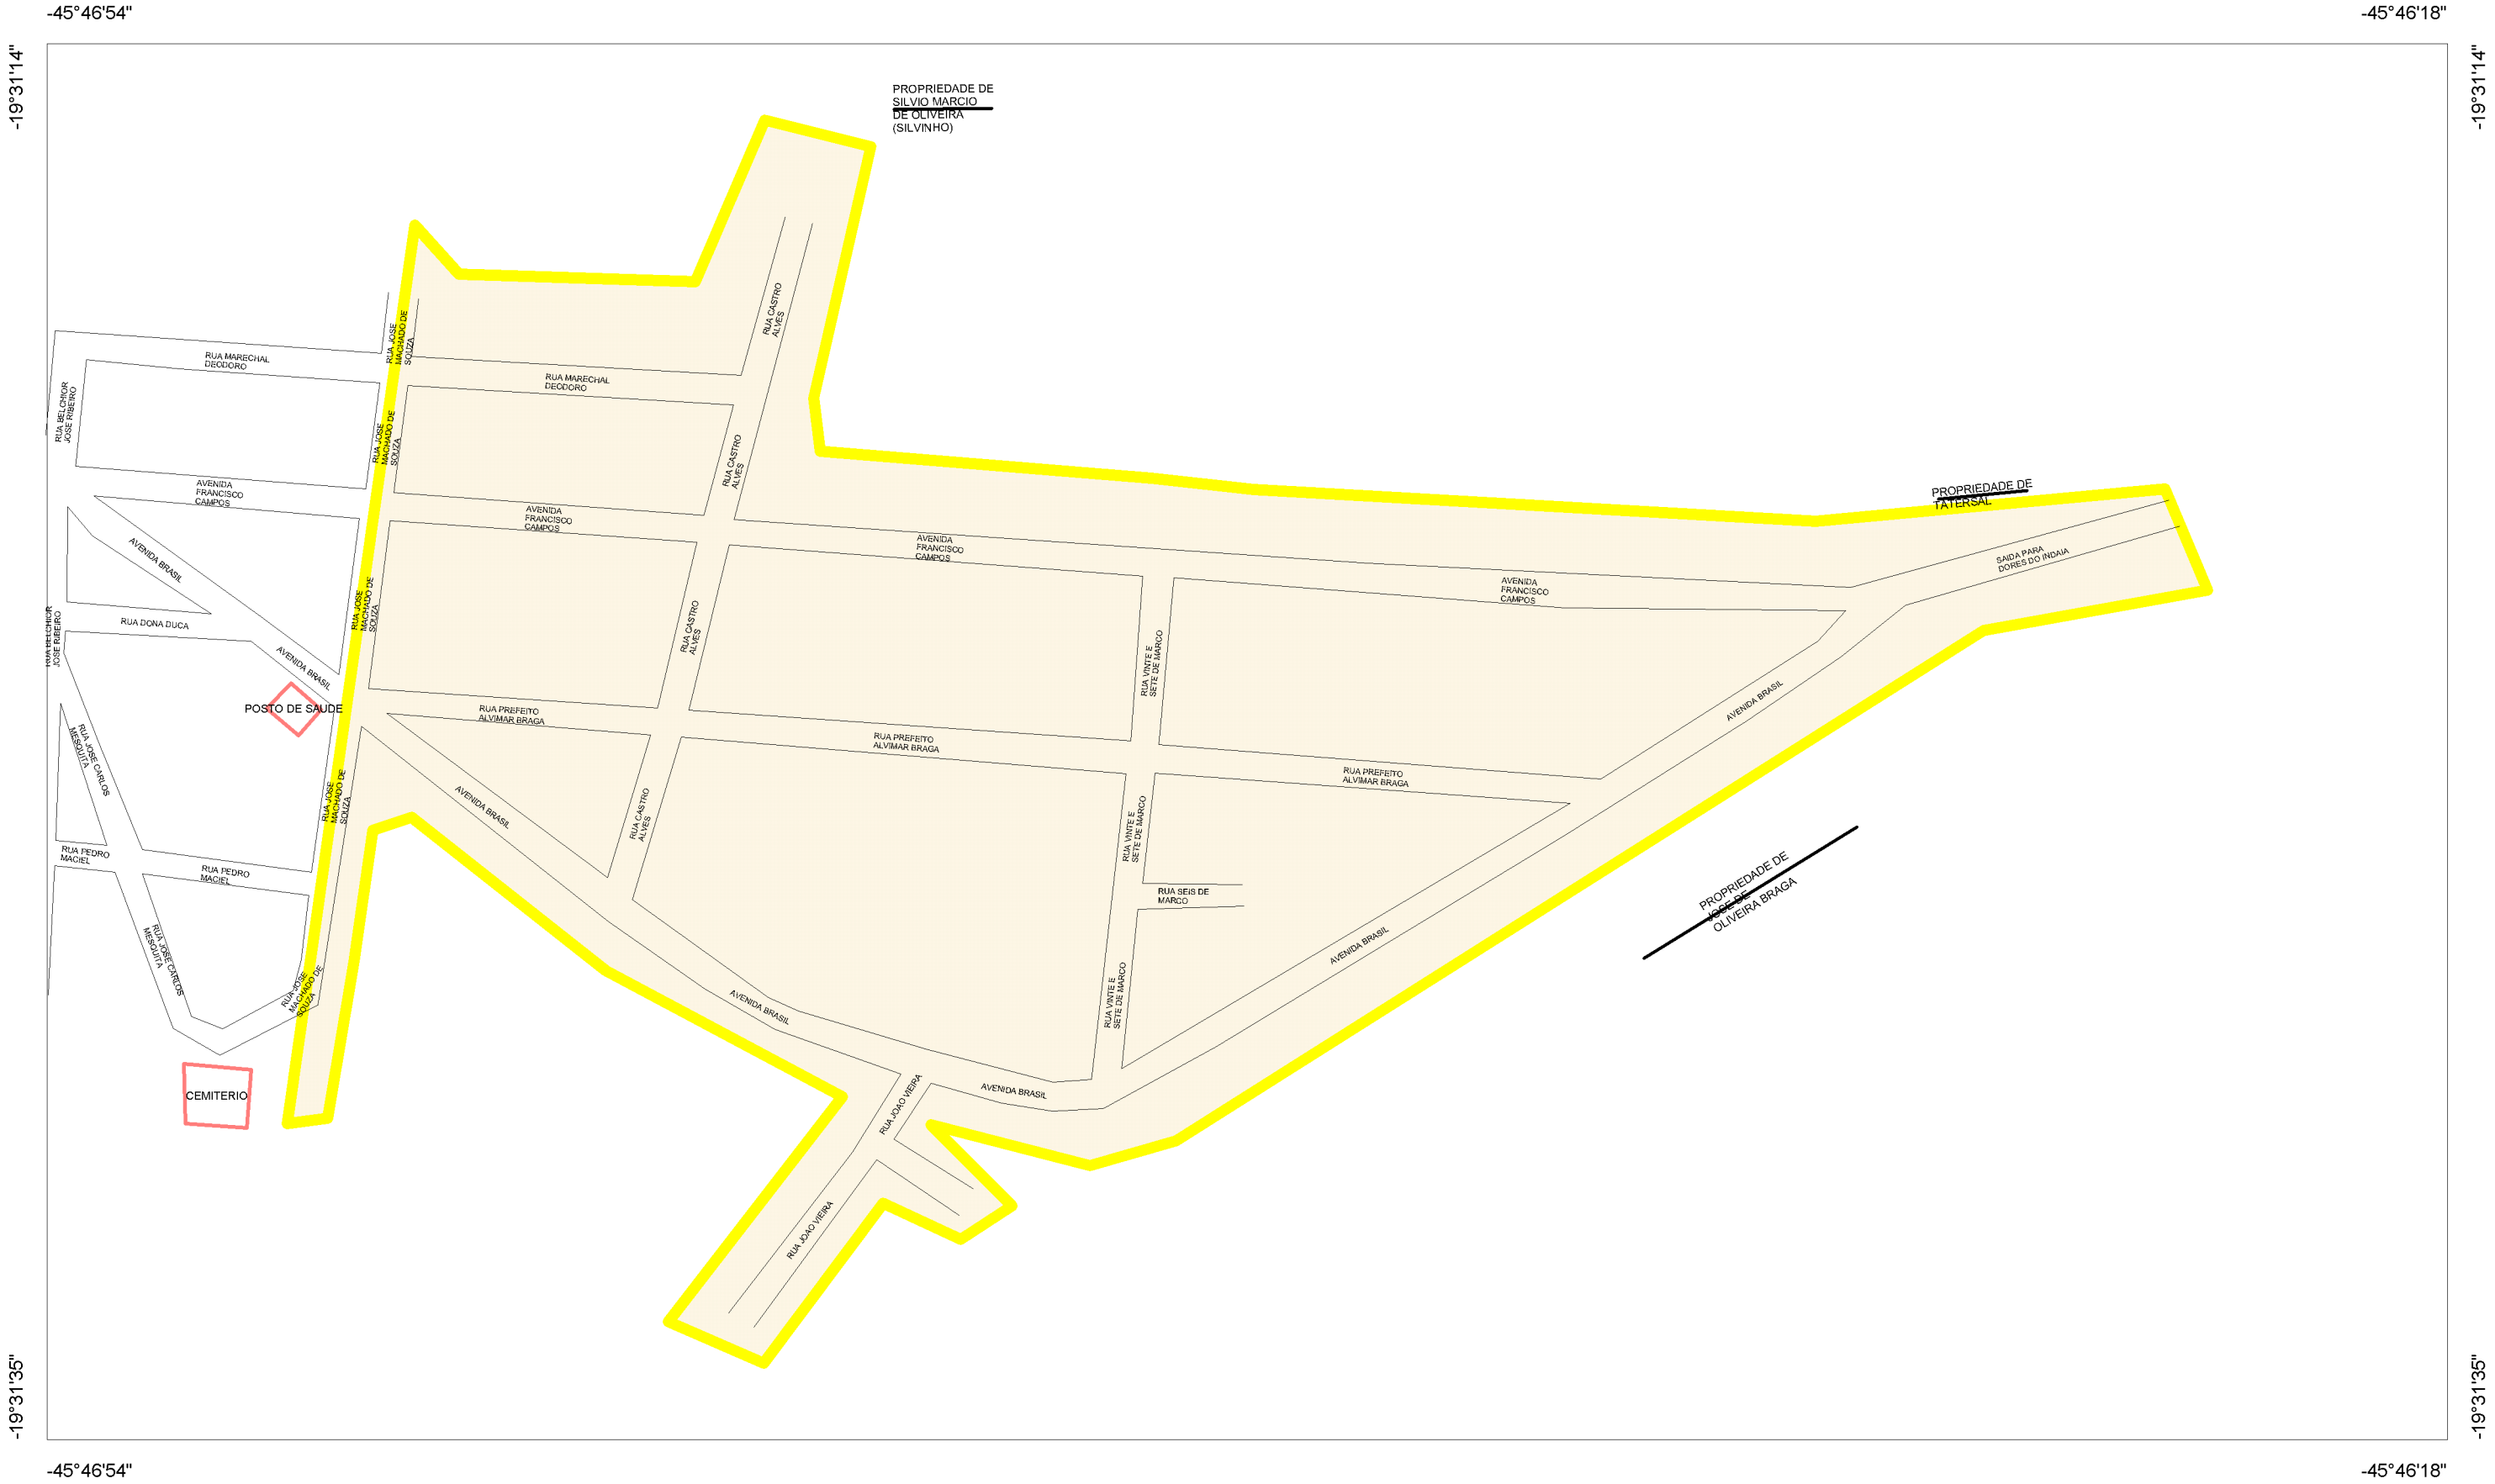 -45°46'54"
-45°46'18"
-19°31'14"
-19°31'14"
PROPRIEDADE DE
SILVIO MARCIO
DE OLIVEIRA
(SILVINHO)
RUA CASTRO
ALVES
RUA JOSE
MACHADO DE
SOUZA
RUA MARECHAL
DEODORO
RUA MARECHAL
DEODORO
RUA BELCHIOR
JOSE RIBEIRO
RUA JOSE
MACHADO DE
SOUZA
RUA CASTRO
ALVES
AVENIDA
FRANCISCO
CAMPOS
AVENIDA
FRANCISCO
CAMPOS
PROPRIEDADE DE
TATERSAL
AVENIDA
FRANCISCO
CAMPOS
AVENIDA BRASIL
SAIDA PARA
DORES DO INDAIA
AVENIDA
FRANCISCO
CAMPOS
RUA JOSE
MACHADO DE
SOUZA
RUA CASTRO
ALVES
RUA DONA DUCA
RUA BELCHIOR
JOSE RIBEIRO
RUA VINTE E
SETE DE MARCO
AVENIDA BRASIL
AVENIDA BRASIL
POSTO DE SAUDE
RUA PREFEITO
ALVIMAR BRAGA
RUA PREFEITO
ALVIMAR BRAGA
RUA JOSE CARLOS
MESQUITA
RUA PREFEITO
ALVIMAR BRAGA
RUA JOSE
MACHADO DE
SOUZA
AVENIDA BRASIL
RUA CASTRO
ALVES
RUA VINTE E
SETE DE MARCO
RUA PEDRO
MACIEL
RUA PEDRO
MACIEL
PROPRIEDADE DE
JOSE DE
OLIVEIRA BRAGA
RUA SEIS DE
MARCO
RUA JOSE CARLOS
MESQUITA
AVENIDA BRASIL
RUA JOSE
MACHADO DE
SOUZA
RUA VINTE E
SETE DE MARCO
AVENIDA BRASIL
AVENIDA BRASIL
CEMITERIO
RUA JOAO VIEIRA
RUA JOAO VIEIRA
-19°31'35"
-19°31'35"
-45°46'54"
-45°46'18"